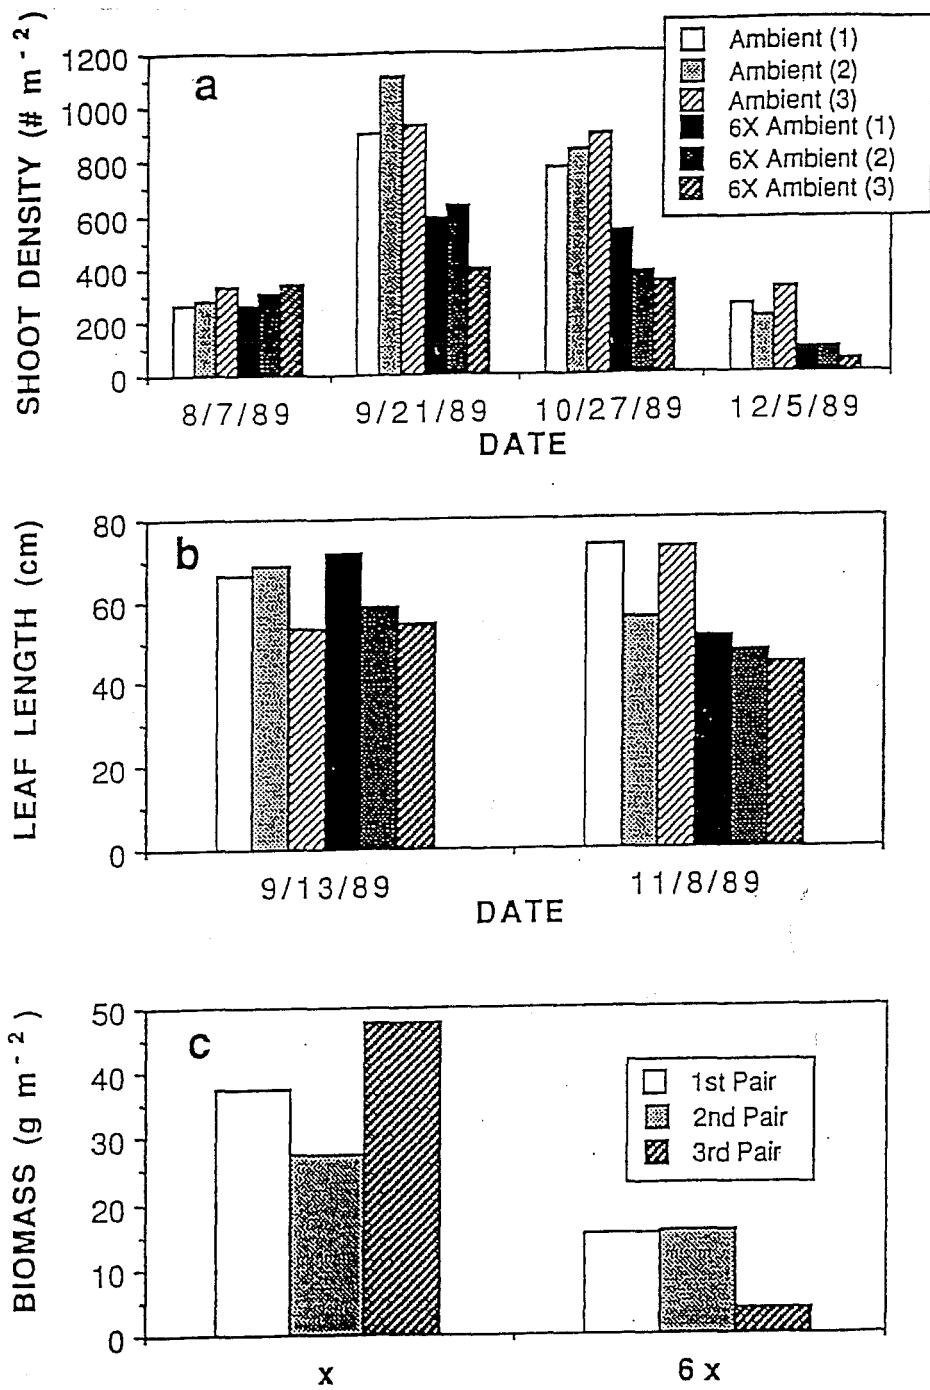 a
SHOOT DENSITY (# m⁻²)
1200
1000
800
600
400
200
0
8/7/89 9/21/89 10/27/89 12/5/89
DATE
Ambient (1)
Ambient (2)
Ambient (3)
6X Ambient (1)
6X Ambient (2)
6X Ambient (3)
b
LEAF LENGTH (cm)
80
60
40
20
0
9/13/89 11/8/89
DATE
c
BIOMASS (g m⁻²)
50
40
30
20
10
0
x 6 x
1st Pair
2nd Pair
3rd Pair